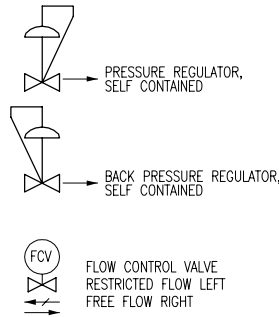 PRESSURE REGULATOR,
SELF CONTAINED
BACK PRESSURE REGULATOR,
SELF CONTAINED
FCV
FLOW CONTROL VALVE
RESTRICTED FLOW LEFT
FREE FLOW RIGHT